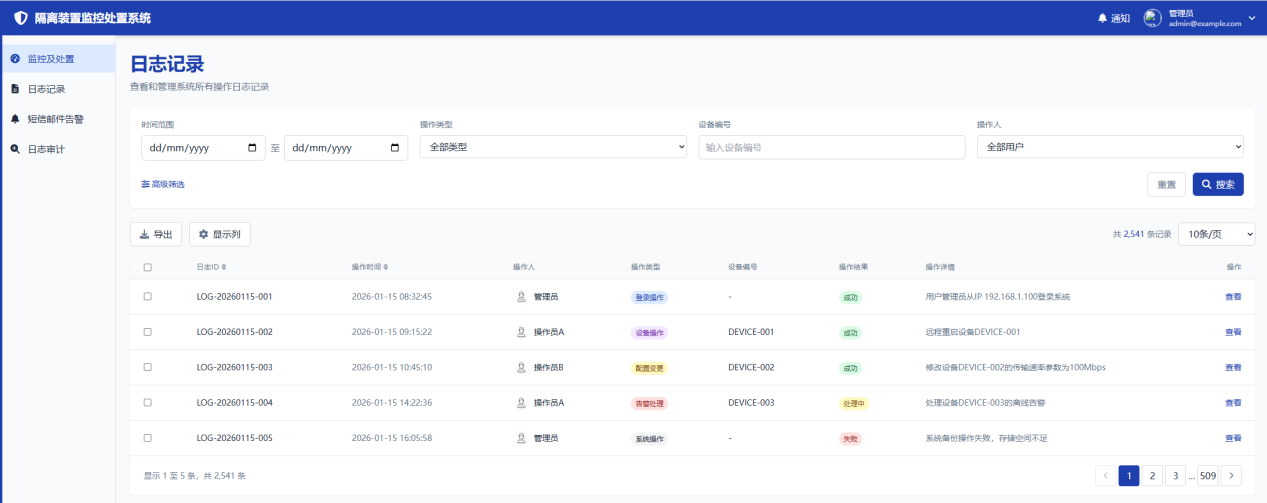 隔离装置监控处置系统
通知
管理员
admin@example.com
监控及处置
日志记录
短信邮件告警
日志审计
日志记录
查看和管理系统所有操作日志记录
时间范围 操作类型 设备编号 操作人
dd/mm/yyyy 至 dd/mm/yyyy 全部类型 输入设备编号 全部用户
高级筛选 重置 搜索
导出 显示列 共 2,541 条记录 10条/页
日志ID 操作时间 操作人 操作类型 设备编号 操作结果 操作详情 操作
LOG-20260115-001 2026-01-15 08:32:45 管理员 登录操作 - 成功 用户管理员从IP 192.168.1.100登录系统 查看
LOG-20260115-002 2026-01-15 09:15:22 操作员A 设备操作 DEVICE-001 成功 远程重启设备DEVICE-001 查看
LOG-20260115-003 2026-01-15 10:45:10 操作员B 配置变更 DEVICE-002 成功 修改设备DEVICE-002的传输速率参数为100Mbps 查看
LOG-20260115-004 2026-01-15 14:22:36 操作员A 告警处理 DEVICE-003 处理中 处理设备DEVICE-003的离线告警 查看
LOG-20260115-005 2026-01-15 16:05:58 管理员 系统操作 - 失败 系统备份操作失败，存储空间不足 查看
显示 1 至 5 条，共 2,541 条 1 2 3 ... 509